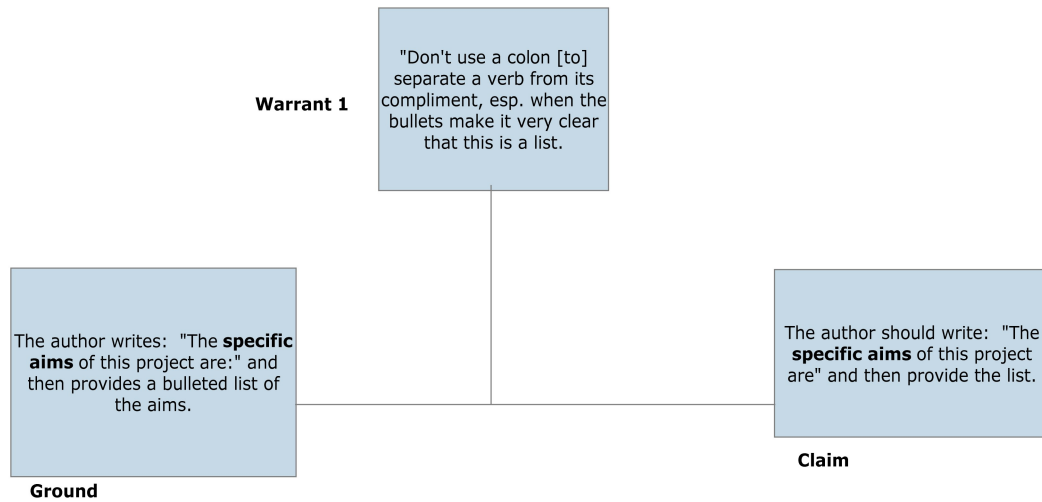 "Don't use a colon [to]
separate a verb from its
compliment, esp. when the
bullets make it very clear
that this is a list.
Warrant 1
The author writes:  "The specific
aims of this project are:" and
then provides a bulleted list of
the aims.
Ground
The author should write:  "The
specific aims of this project
are" and then provide the list.
Claim